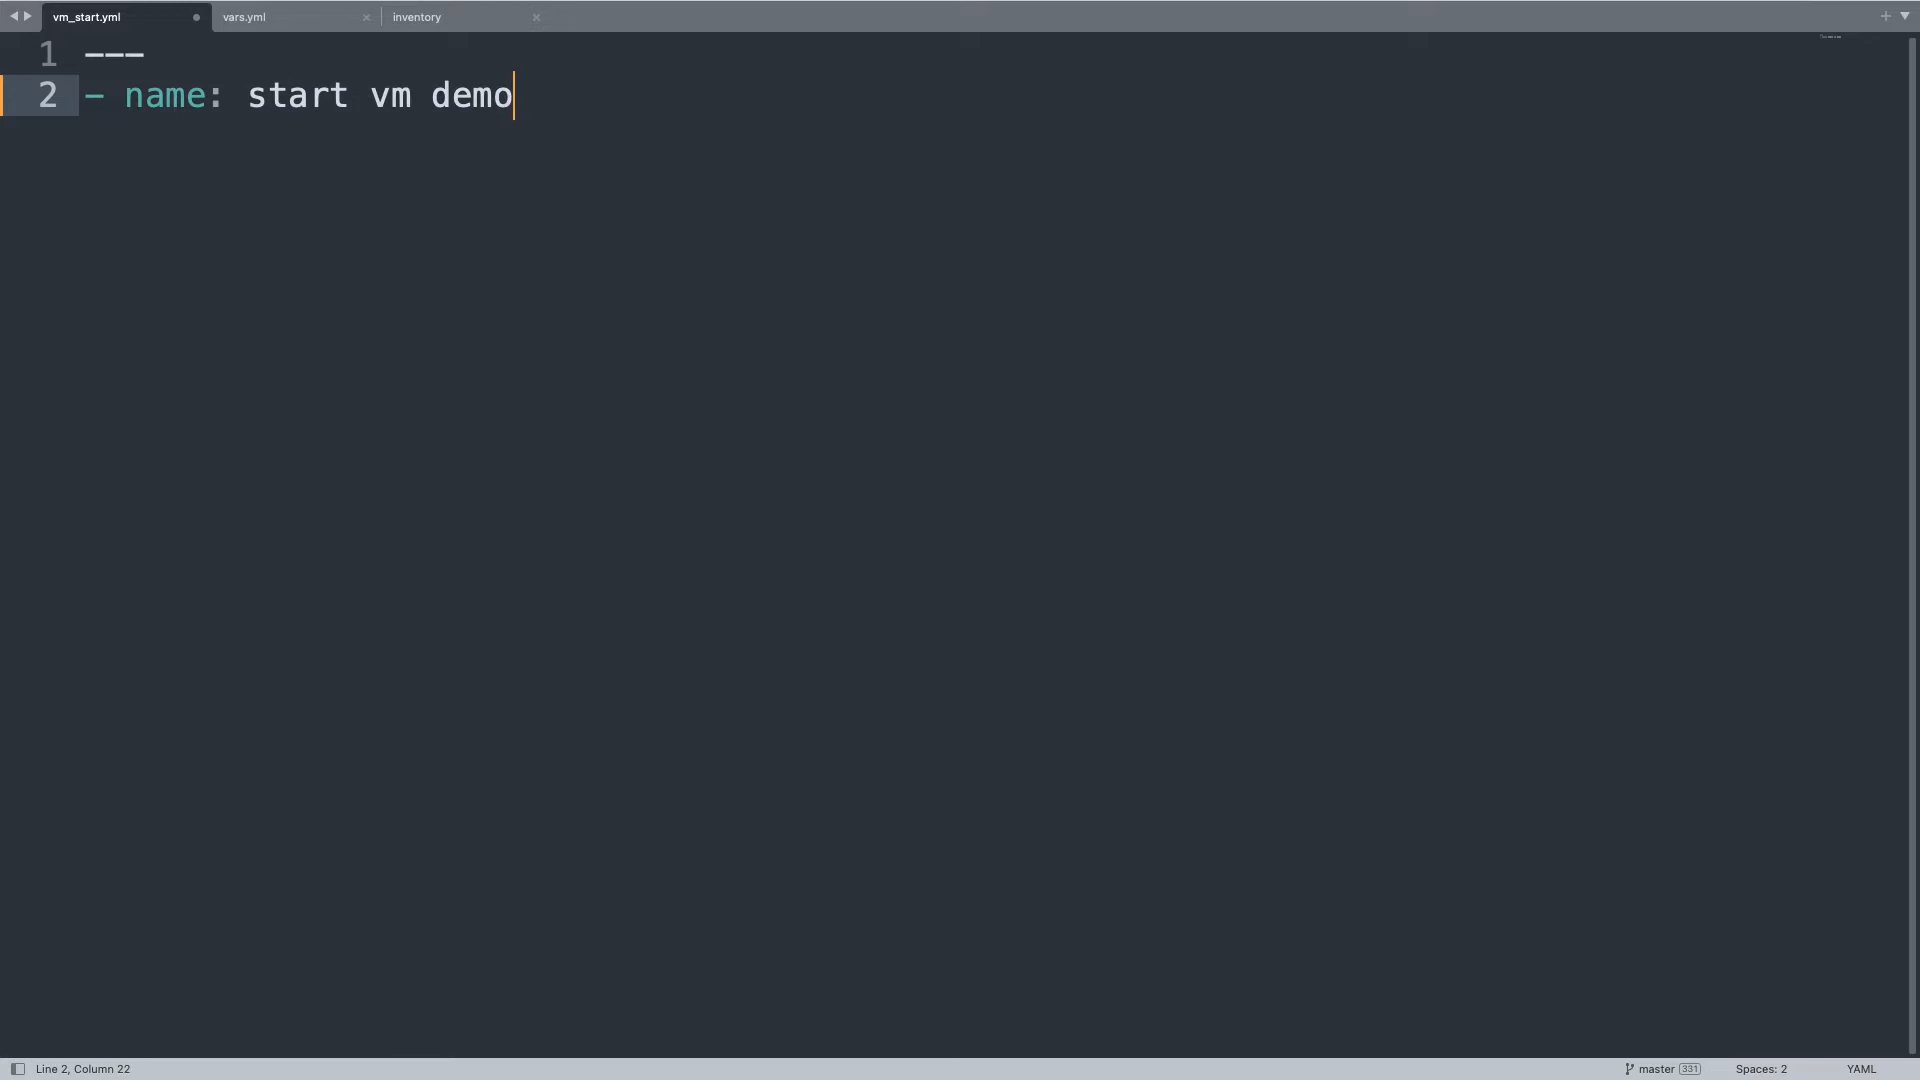 vm_start.yml vars.yml inventory
1 ---
2 - name: start vm demo
Line 2, Column 22 master 331 Spaces: 2 YAML